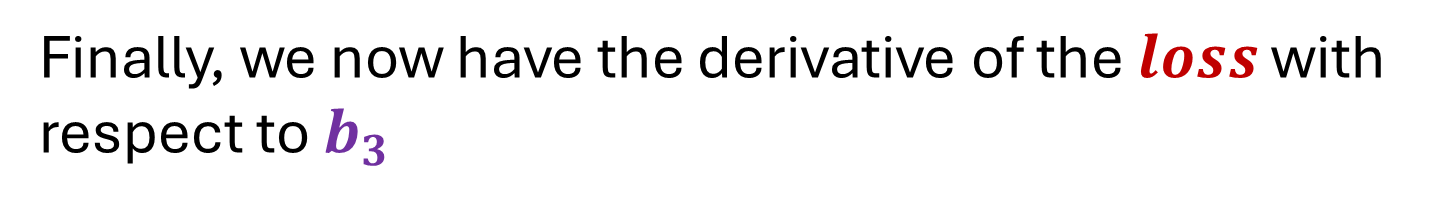 Finally, we now have the derivative of the loss with
respect to b₃